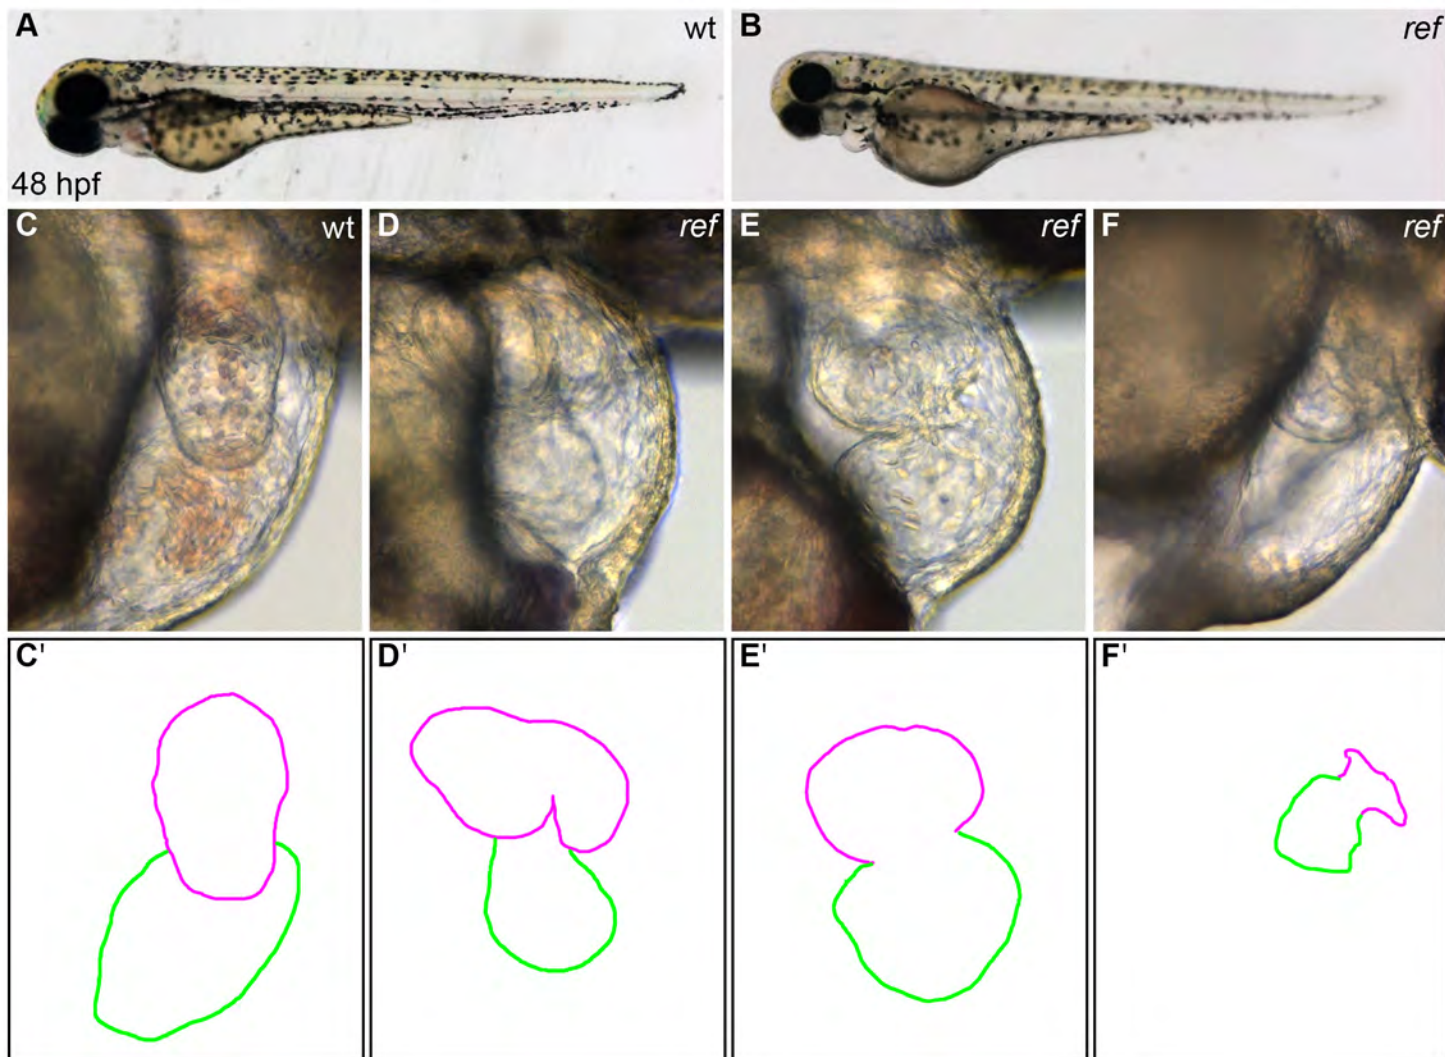 A wt
B ref
48 hpf
C wt
D ref
E ref
F ref
C'
D'
E'
F'